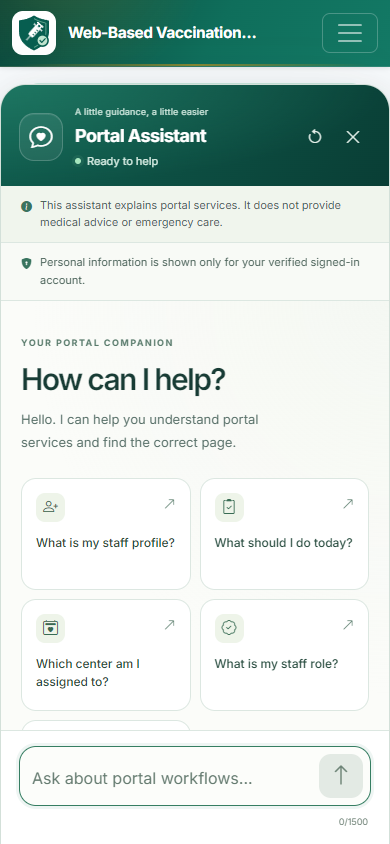 Web-Based Vaccination...
A little guidance, a little easier
Portal Assistant
Ready to help
This assistant explains portal services. It does not provide
medical advice or emergency care.
Personal information is shown only for your verified signed-in
account.
YOUR PORTAL COMPANION
How can I help?
Hello. I can help you understand portal
services and find the correct page.
What is my staff profile?
What should I do today?
Which center am I
assigned to?
What is my staff role?
Ask about portal workflows...
0/1500